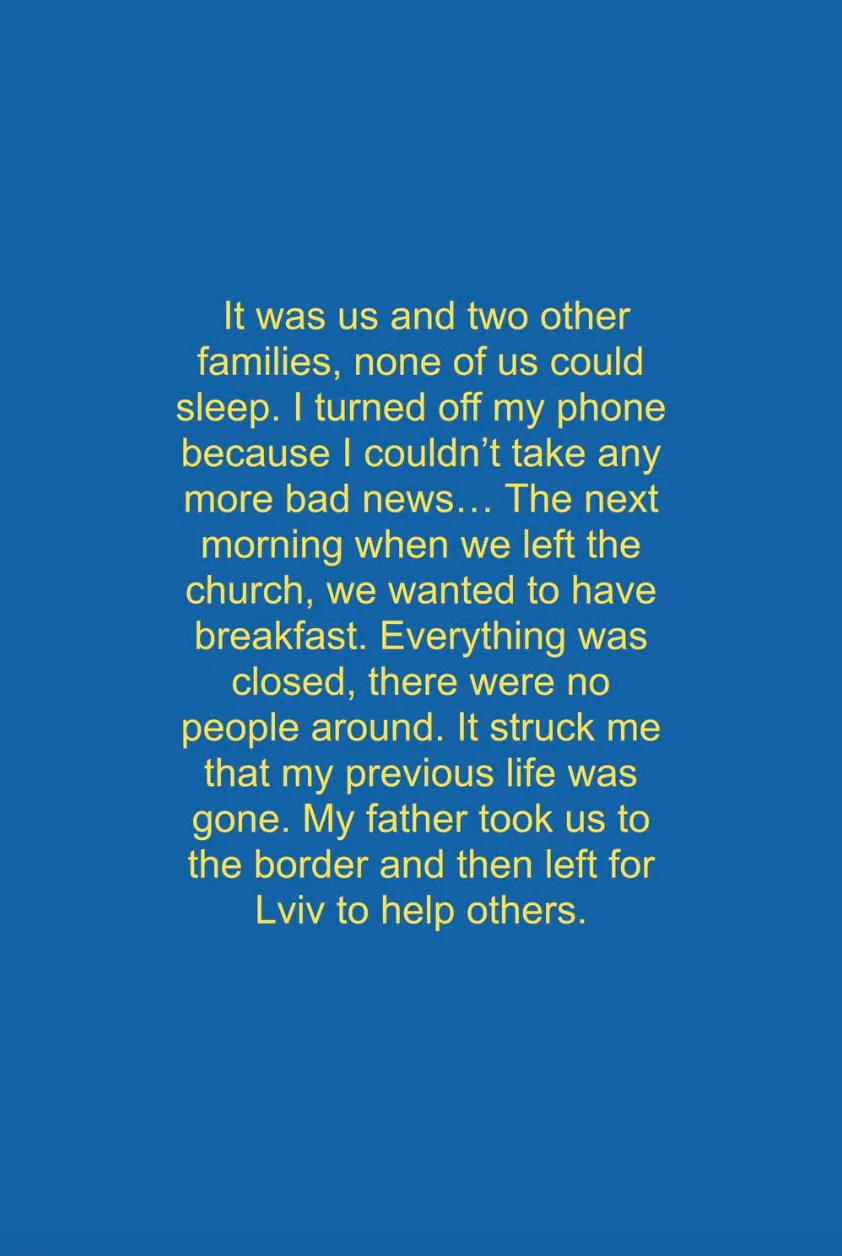 It was us and two other
families, none of us could
sleep. I turned off my phone
because I couldn’t take any
more bad news… The next
morning when we left the
church, we wanted to have
breakfast. Everything was
closed, there were no
people around. It struck me
that my previous life was
gone. My father took us to
the border and then left for
Lviv to help others.